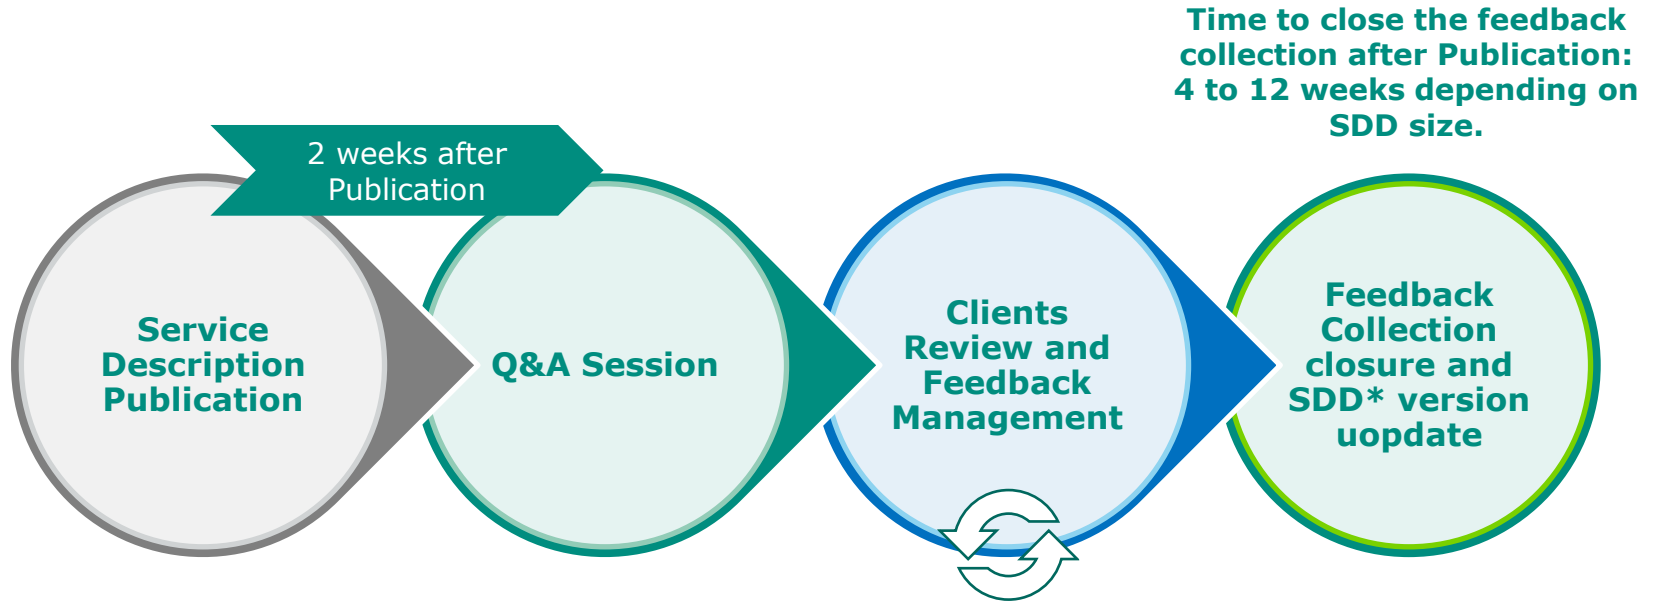 Time to close the feedback
collection after Publication:
4 to 12 weeks depending on
SDD size.
2 weeks after
Publication
Service
Description
Publication
Q&A Session
Clients
Review and
Feedback
Management
Feedback
Collection
closure and
SDD* version
uopdate